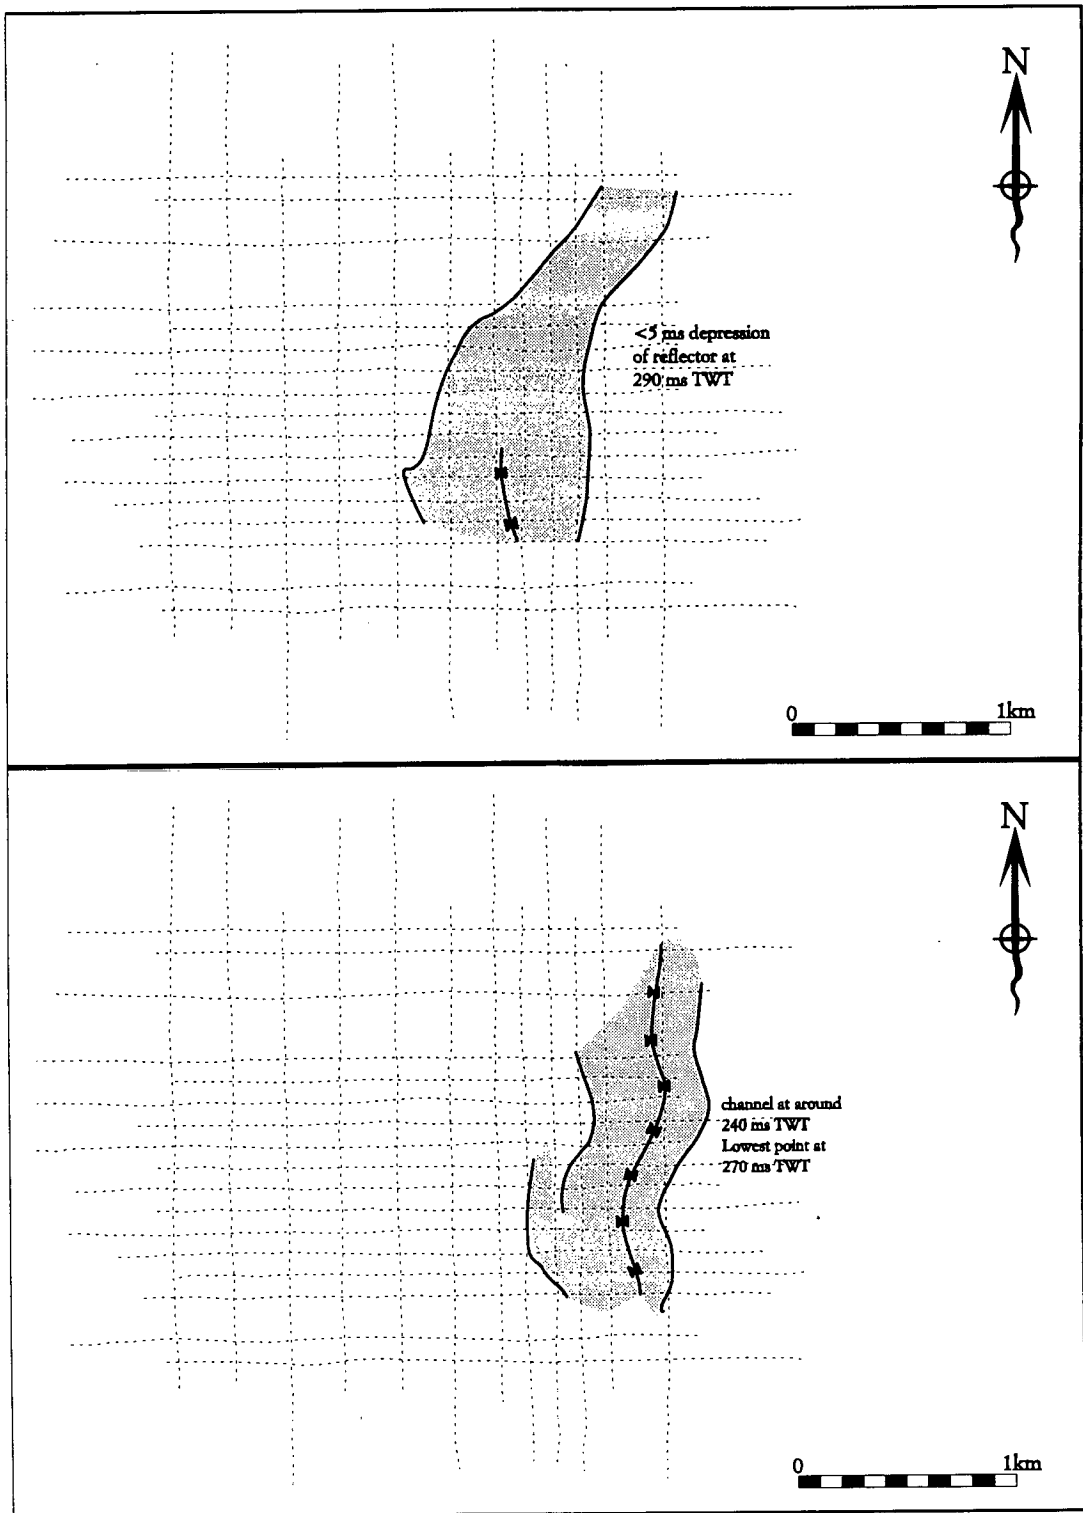 N
<5 ms depression
of reflector at
290 ms TWT
0 1km
N
channel at around
240 ms TWT
Lowest point at
270 ms TWT
0 1km